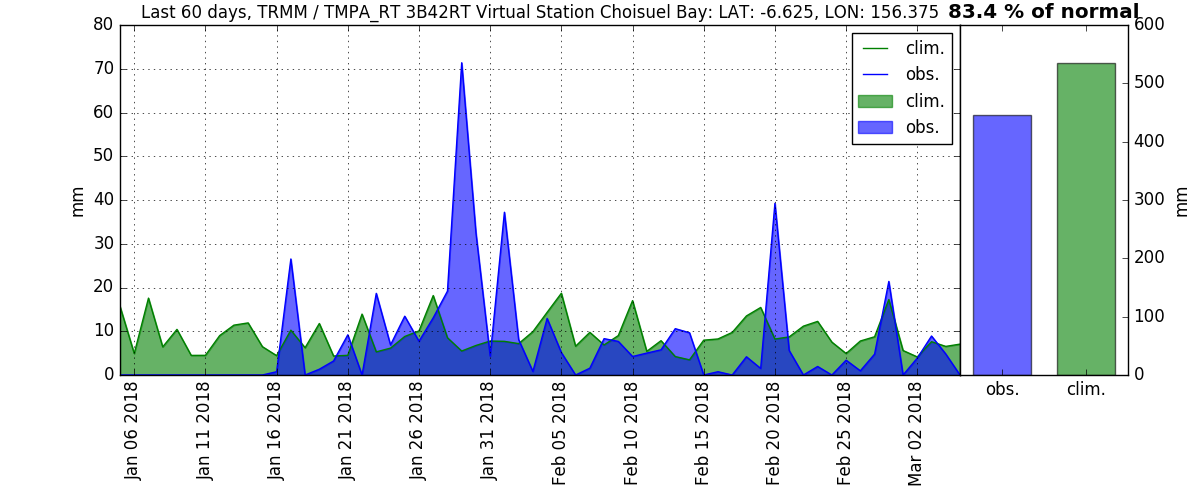 Last 60 days, TRMM / TMPA_RT 3B42RT Virtual Station Choisuel Bay: LAT: -6.625, LON: 156.375 83.4 % of normal
80
70
60
50
40
30
20
10
0
mm
clim.
obs.
clim.
obs.
600
500
400
300
200
100
0
mm
Jan 06 2018
Jan 11 2018
Jan 16 2018
Jan 21 2018
Jan 26 2018
Jan 31 2018
Feb 05 2018
Feb 10 2018
Feb 15 2018
Feb 20 2018
Feb 25 2018
Mar 02 2018
obs.
clim.